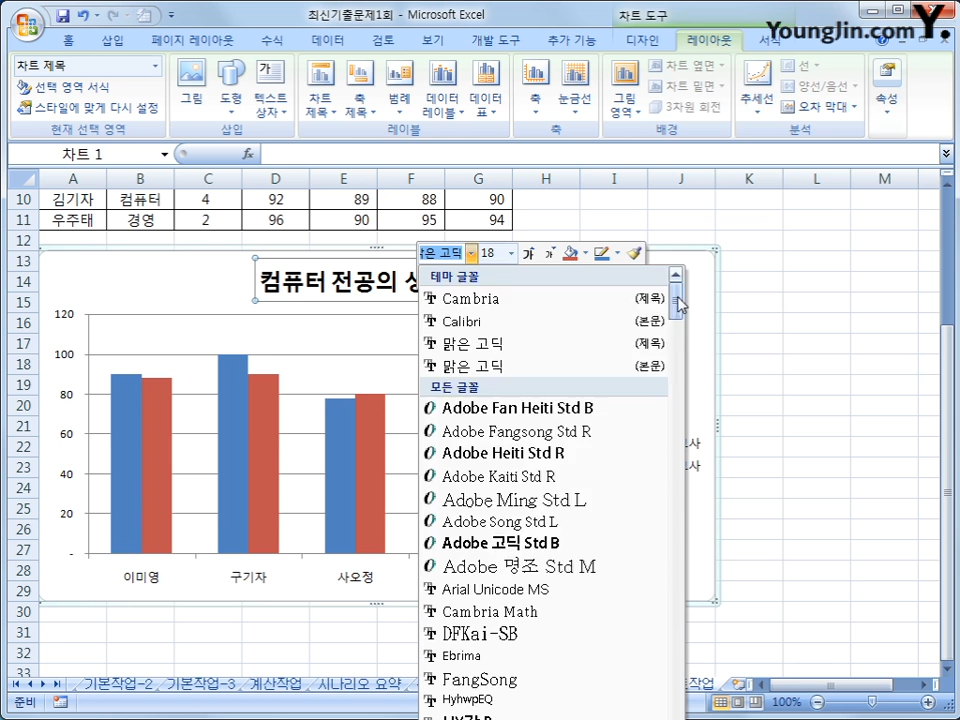 최신기출문제1회 - Microsoft Excel
차트 도구
YoungJin.com Y.
홈 삽입 페이지 레이아웃 수식 데이터 검토 보기 개발 도구 추가 기능 디자인 레이아웃 서식
차트 제목
선택 영역 서식
스타일에 맞게 다시 설정
현재 선택 영역
그림
도형
텍스트 상자
삽입
차트 제목
축 제목
범례
데이터 레이블
데이터 표
레이블
축
눈금선
축
그림 영역
차트 옆면
차트 밑면
3차원 회전
배경
추세선
선
양선/음선
오차 막대
분석
속성
차트 1
fx
A B C D E F G H I J K L M
10 김기자 컴퓨터 4 92 89 88 90
11 우주태 경영 2 96 90 95 94
12
13
14
15
16
17
18
19
20
21
22
23
24
25
26
27
28
29
30
31
32
33
컴퓨터 전공의
120
100
80
60
40
20
-
이미영 구기자 사오정
맑은 고딕 18 가 가
테마 글꼴
Cambria (제목)
Calibri (본문)
맑은 고딕 (제목)
맑은 고딕 (본문)
모든 글꼴
Adobe Fan Heiti Std B
Adobe Fangsong Std R
Adobe Heiti Std R
Adobe Kaiti Std R
Adobe Ming Std L
Adobe Song Std L
Adobe 고딕 Std B
Adobe 명조 Std M
Arial Unicode MS
Cambria Math
DFKai-SB
Ebrima
FangSong
HyhwpEQ
기본작업-2 기본작업-3 계산작업 시나리오 요약
준비
100%